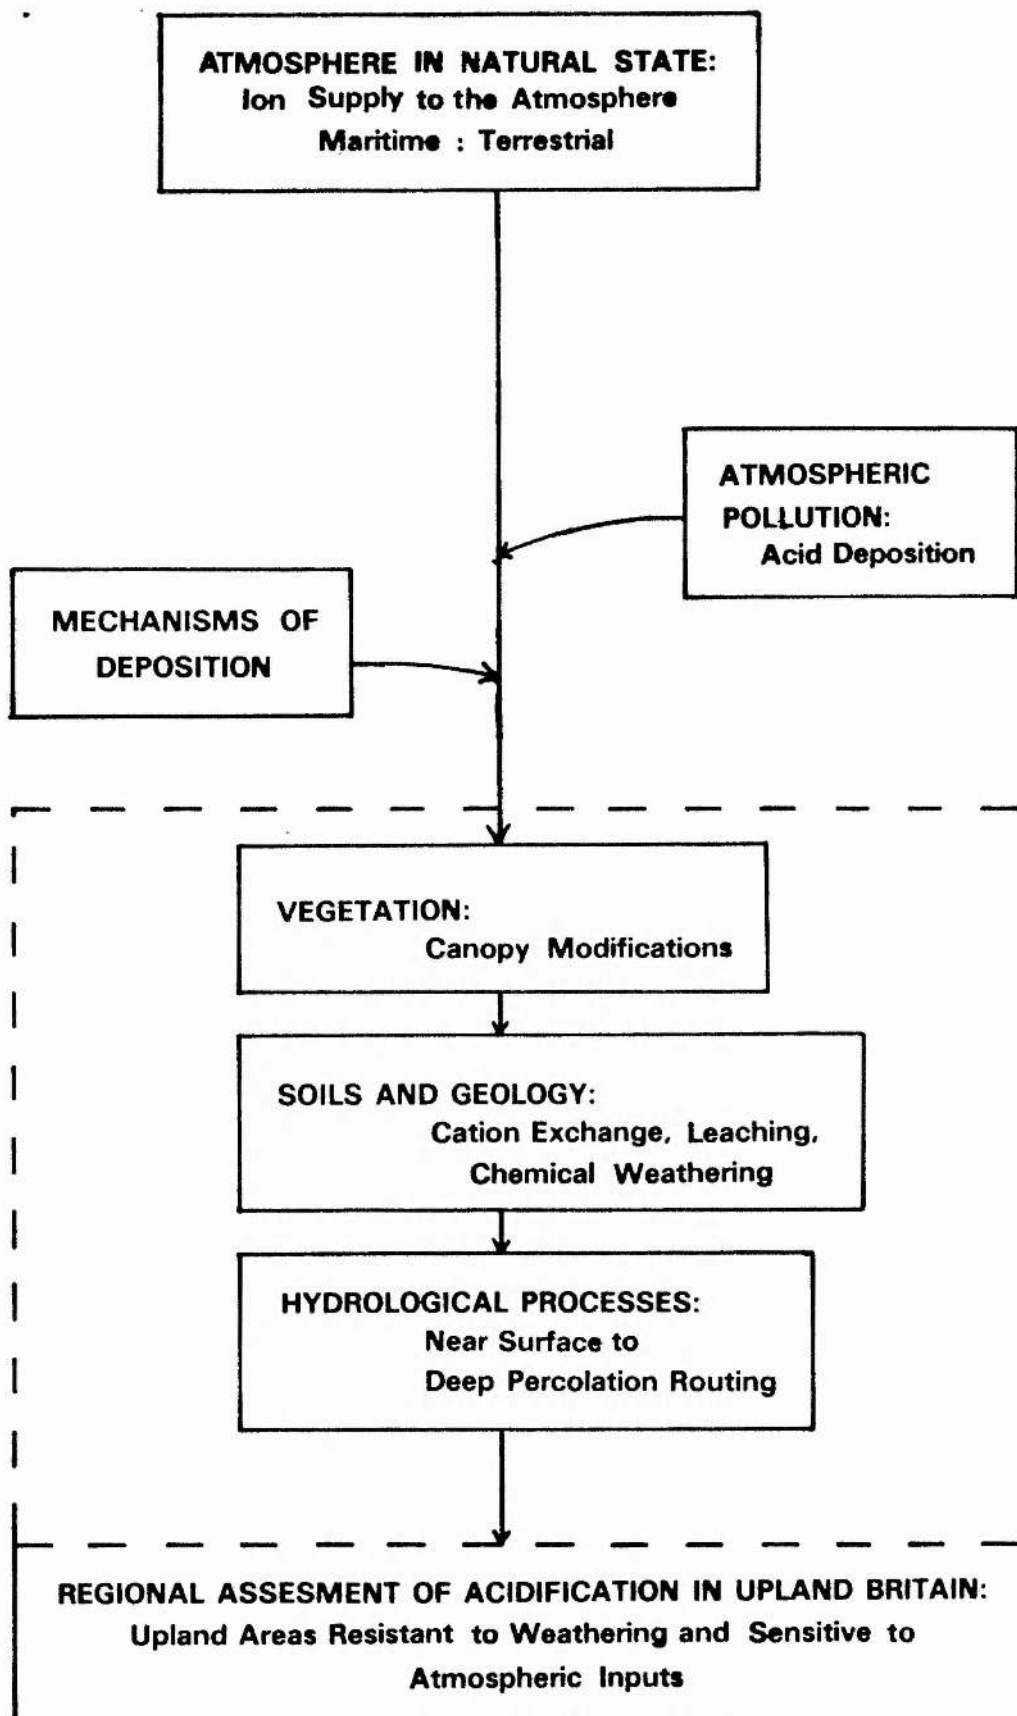 ATMOSPHERE IN NATURAL STATE:
Ion Supply to the Atmosphere
Maritime : Terrestrial
ATMOSPHERIC
POLLUTION:
Acid Deposition
MECHANISMS OF
DEPOSITION
VEGETATION:
Canopy Modifications
SOILS AND GEOLOGY:
Cation Exchange, Leaching,
Chemical Weathering
HYDROLOGICAL PROCESSES:
Near Surface to
Deep Percolation Routing
REGIONAL ASSESMENT OF ACIDIFICATION IN UPLAND BRITAIN:
Upland Areas Resistant to Weathering and Sensitive to
Atmospheric Inputs